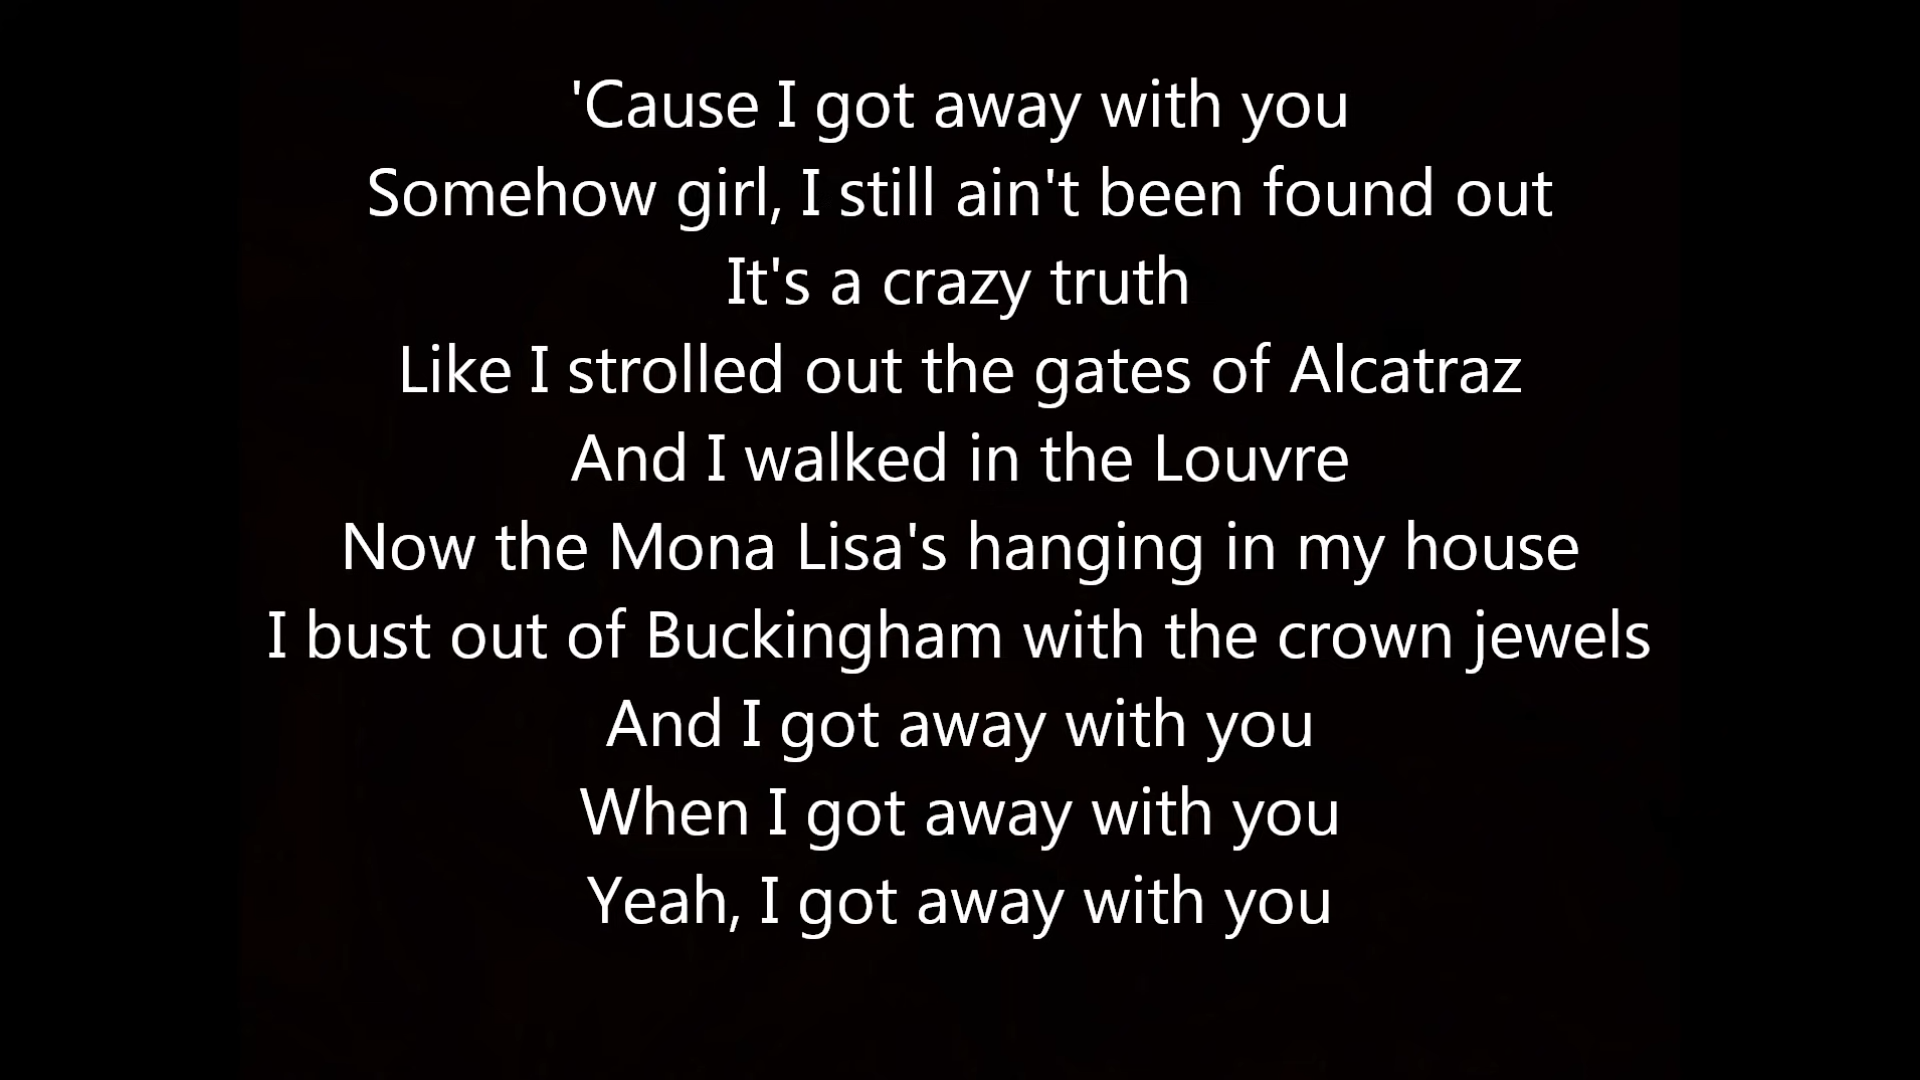 'Cause I got away with you
Somehow girl, I still ain't been found out
It's a crazy truth
Like I strolled out the gates of Alcatraz
And I walked in the Louvre
Now the Mona Lisa's hanging in my house
I bust out of Buckingham with the crown jewels
And I got away with you
When I got away with you
Yeah, I got away with you